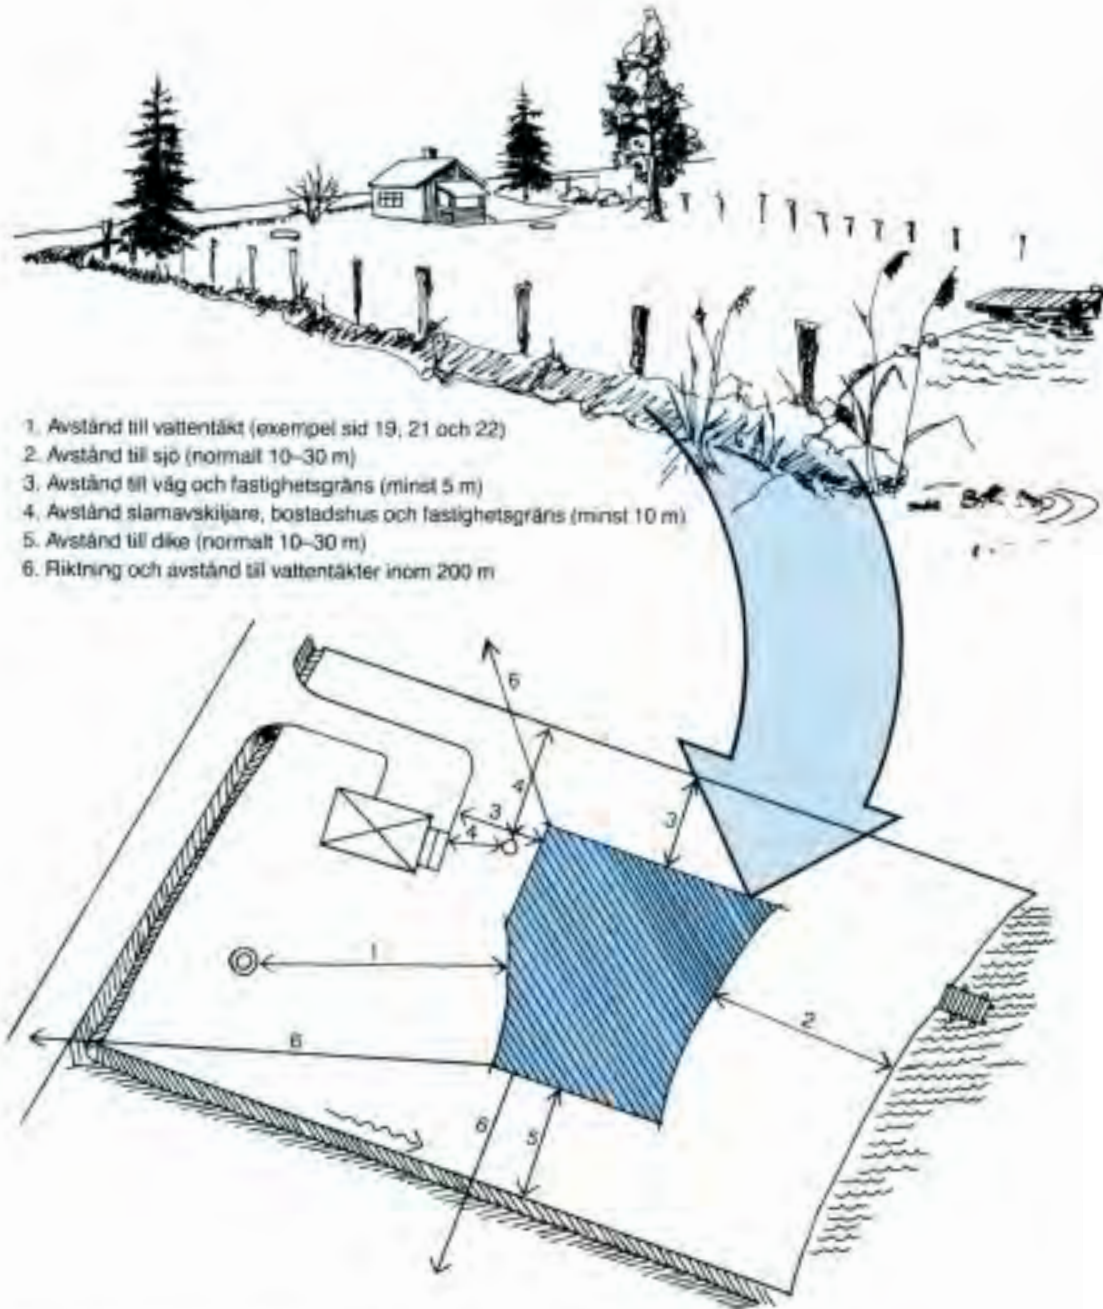 1. Avstånd till vattentäkt (exempel sid 19, 21 och 22)
2. Avstånd till sjö (normalt 10–30 m)
3. Avstånd till väg och fastighetsgräns (minst 5 m)
4. Avstånd slamavskiljare, bostadshus och fastighetsgräns (minst 10 m)
5. Avstånd till dike (normalt 10–30 m)
6. Riktning och avstånd till vattentäkter inom 200 m
6
4
3
3
4
1
2
6
6
5